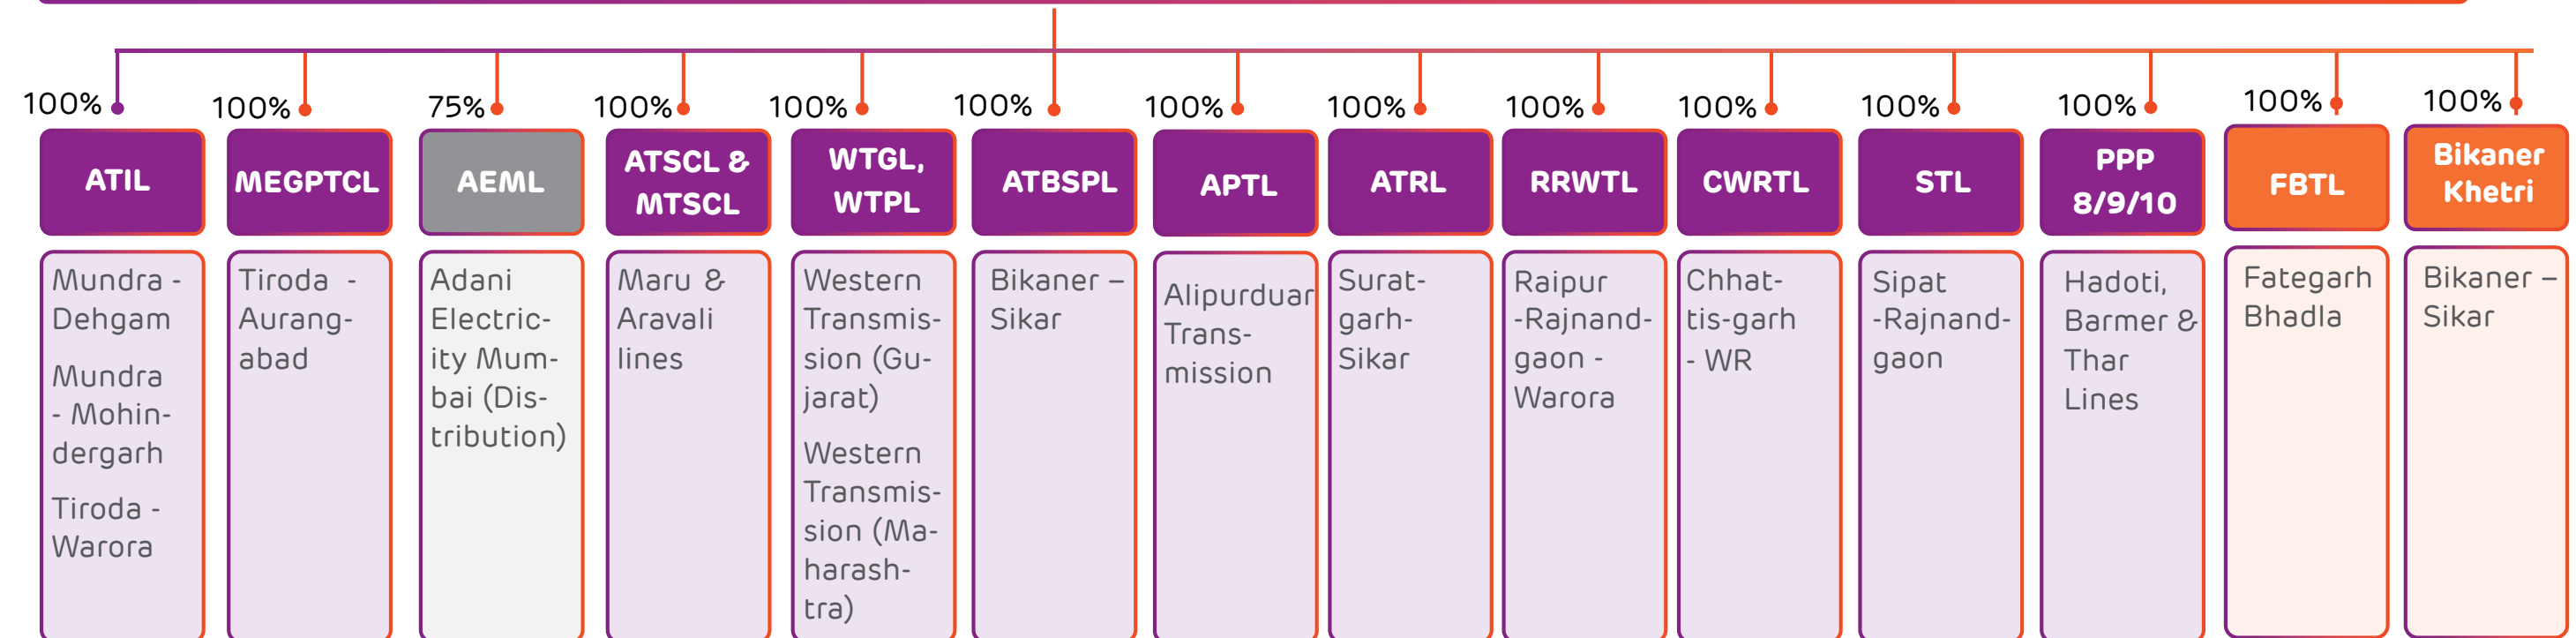 100%
ATIL
Mundra -
Dehgam
Mundra
- Mohin-
dergarh
Tiroda -
Warora
100%
MEGPTCL
Tiroda -
Aurang-
abad
75%
AEML
Adani
Electric-
ity Mum-
bai (Dis-
tribution)
100%
ATSCL &
MTSCL
Maru &
Aravali
lines
100%
WTGL,
WTPL
Western
Transmis-
sion (Gu-
jarat)
Western
Transmis-
sion (Ma-
harash-
tra)
100%
ATBSPL
Bikaner –
Sikar
100%
APTL
Alipurduar
Trans-
mission
100%
ATRL
Surat-
garh-
Sikar
100%
RRWTL
Raipur
-Rajnand-
gaon -
Warora
100%
CWRTL
Chhat-
tis-garh
- WR
100%
STL
Sipat
-Rajnand-
gaon
100%
PPP
8/9/10
Hadoti,
Barmer &
Thar
Lines
100%
FBTL
Fategarh
Bhadla
100%
Bikaner
Khetri
Bikaner –
Sikar